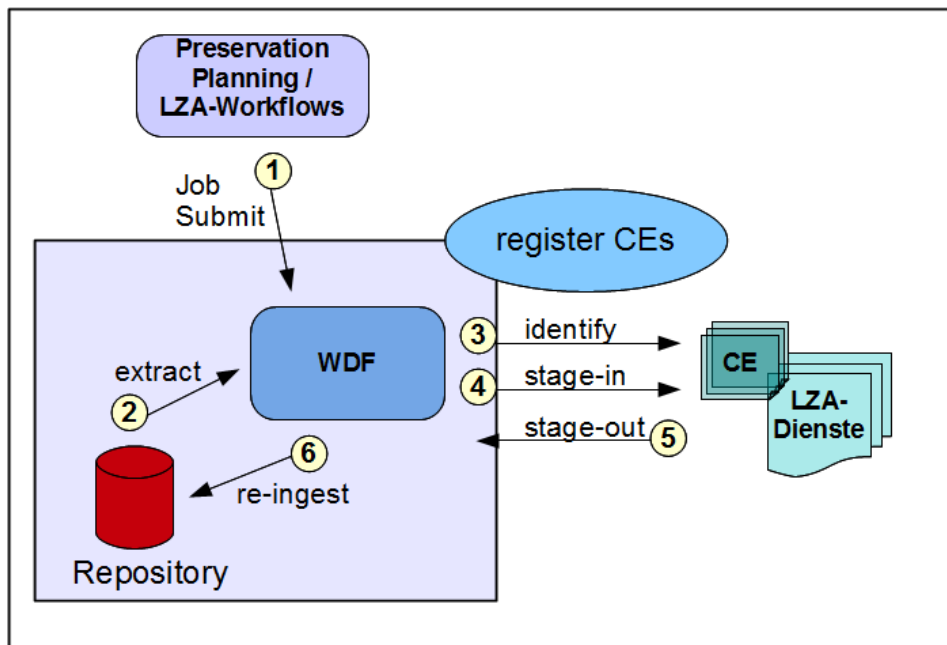 Preservation
Planning /
LZA-Workflows
1
Job
Submit
register CEs
WDF
3
identify
CE
extract
4
stage-in
LZA-
Dienste
2
stage-out
5
6
re-ingest
Repository